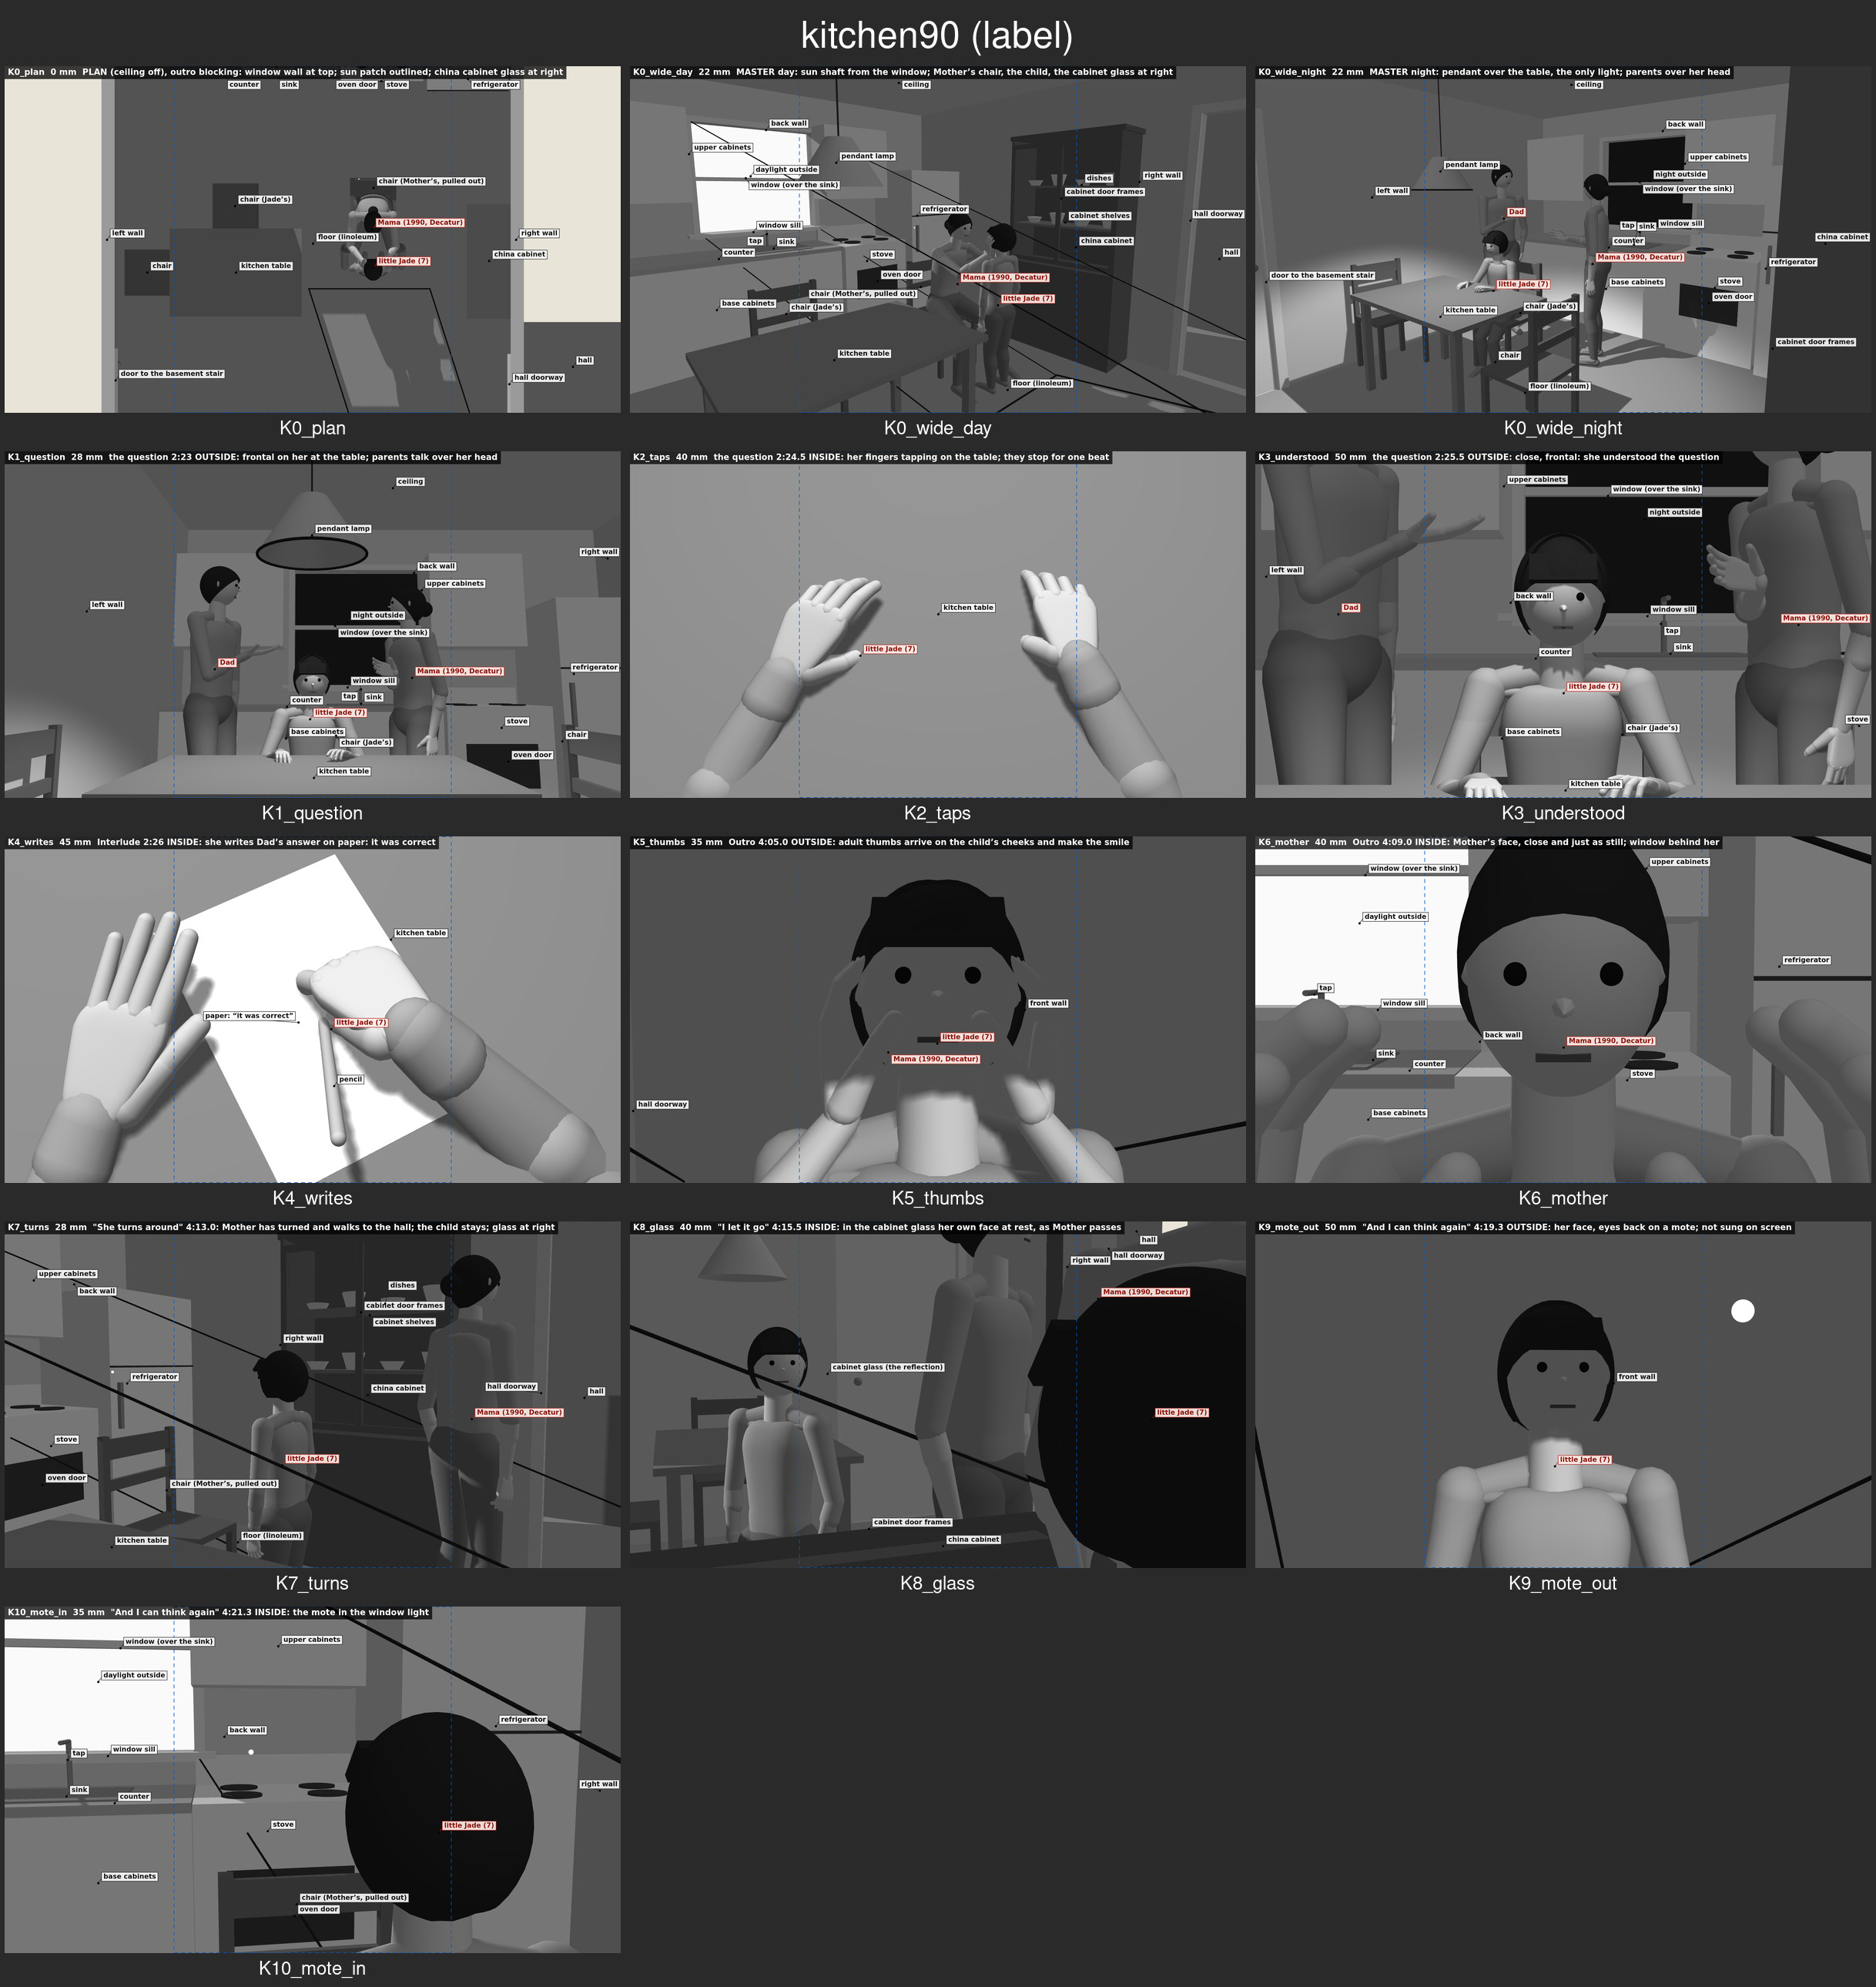 kitchen90 (label)
K0_plan 0 mm PLAN (ceiling off), outro blocking: window wall at top; sun patch outlined; china cabinet glass at right
counter
sink
oven door
stove
refrigerator
chair (Mother's, pulled out)
chair (Jade's)
Mama (1990, Decatur)
left wall
floor (linoleum)
right wall
china cabinet
little Jade (7)
chair
kitchen table
hall
door to the basement stair
hall doorway
K0_plan
K0_wide_day 22 mm MASTER day: sun shaft from the window; Mother's chair, the child, the cabinet glass at right
ceiling
back wall
upper cabinets
pendant lamp
daylight outside
right wall
dishes
window (over the sink)
cabinet door frames
refrigerator
hall doorway
cabinet shelves
window sill
tap
sink
china cabinet
counter
stove
hall
oven door
Mama (1990, Decatur)
chair (Mother's, pulled out)
little Jade (7)
base cabinets
chair (Jade's)
kitchen table
floor (linoleum)
K0_wide_day
K0_wide_night 22 mm MASTER night: pendant over the table, the only light; parents over her head
ceiling
back wall
upper cabinets
pendant lamp
night outside
left wall
window (over the sink)
Dad
tap
sink
window sill
counter
china cabinet
Mama (1990, Decatur)
refrigerator
door to the basement stair
little Jade (7)
base cabinets
stove
oven door
chair (Jade's)
kitchen table
cabinet door frames
chair
floor (linoleum)
K0_wide_night
K1_question 28 mm the question 2:23 OUTSIDE: frontal on her at the table; parents talk over her head
ceiling
pendant lamp
right wall
back wall
upper cabinets
left wall
night outside
window (over the sink)
Dad
refrigerator
Mama (1990, Decatur)
window sill
tap
sink
counter
little Jade (7)
stove
base cabinets
chair
chair (Jade's)
oven door
kitchen table
K1_question
K2_taps 40 mm the question 2:24.5 INSIDE: her fingers tapping on the table; they stop for one beat
kitchen table
little Jade (7)
K2_taps
K3_understood 50 mm the question 2:25.5 OUTSIDE: close, frontal: she understood the question
upper cabinets
window (over the sink)
night outside
left wall
back wall
Dad
window sill
Mama (1990, Decatur)
tap
sink
counter
little Jade (7)
stove
chair (Jade's)
base cabinets
kitchen table
K3_understood
K4_writes 45 mm Interlude 2:26 INSIDE: she writes Dad's answer on paper: it was correct
kitchen table
paper: "it was correct"
little Jade (7)
pencil
K4_writes
K5_thumbs 35 mm Outro 4:05.0 OUTSIDE: adult thumbs arrive on the child's cheeks and make the smile
front wall
little Jade (7)
Mama (1990, Decatur)
hall doorway
K5_thumbs
K6_mother 40 mm Outro 4:09.0 INSIDE: Mother's face, close and just as still; window behind her
upper cabinets
window (over the sink)
daylight outside
refrigerator
tap
window sill
back wall
Mama (1990, Decatur)
sink
counter
stove
base cabinets
K6_mother
K7_turns 28 mm "She turns around" 4:13.0: Mother has turned and walks to the hall; the child stays; glass at right
upper cabinets
dishes
back wall
cabinet door frames
cabinet shelves
right wall
refrigerator
china cabinet
hall doorway
hall
Mama (1990, Decatur)
stove
little Jade (7)
oven door
chair (Mother's, pulled out)
floor (linoleum)
kitchen table
K7_turns
K8_glass 40 mm "I let it go" 4:15.5 INSIDE: in the cabinet glass her own face at rest, as Mother passes
hall
hall doorway
right wall
Mama (1990, Decatur)
cabinet glass (the reflection)
little Jade (7)
cabinet door frames
china cabinet
K8_glass
K9_mote_out 50 mm "And I can think again" 4:19.3 OUTSIDE: her face, eyes back on a mote; not sung on screen
front wall
little Jade (7)
K9_mote_out
K10_mote_in 35 mm "And I can think again" 4:21.3 INSIDE: the mote in the window light
window (over the sink)
upper cabinets
daylight outside
refrigerator
back wall
tap
window sill
right wall
sink
counter
stove
little Jade (7)
base cabinets
chair (Mother's, pulled out)
oven door
K10_mote_in